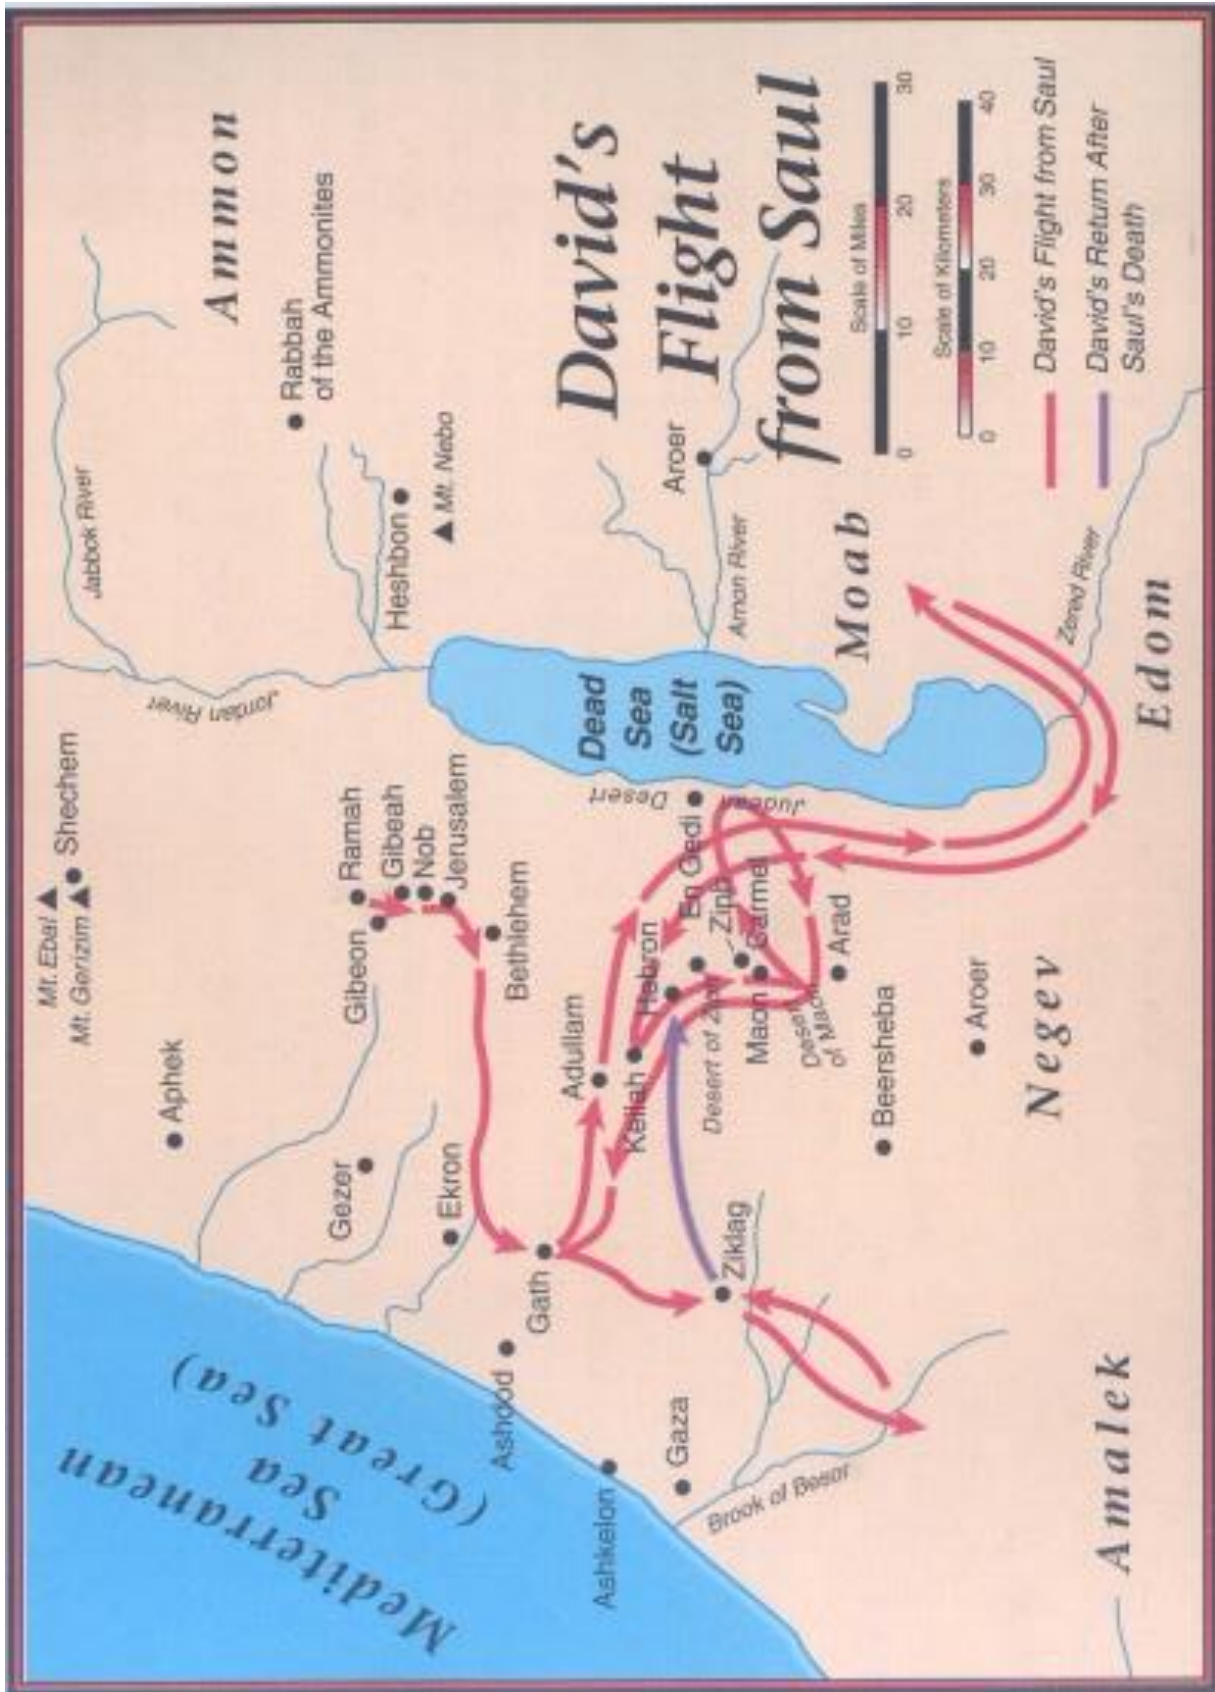 David's
Flight
from Saul
Scale of Miles
0 10 20 30
Scale of Kilometers
0 10 20 30 40
David's Flight from Saul
David's Return After
Saul's Death
Mediterranean
Sea
(Great Sea)
Mt. Ebal
Mt. Gerizim
Shechem
Aphek
Jabbok River
Jordan River
Ammon
Rabbah
of the Ammonites
Heshbon
Mt. Nebo
Gezer
Gibeon
Ramah
Gibeah
Nob
Jerusalem
Bethlehem
Ekron
Gath
Ashdod
Ashkelon
Gaza
Adullam
Keilah
Hebron
Ziph
En Gedi
Carmel
Maon
Desert of Ziph
Desert
of Maon
Judean
Desert
Dead
Sea
(Salt
Sea)
Aroer
Arnon River
Moab
Zered River
Edom
Arad
Beersheba
Aroer
Negev
Ziklag
Brook of Besor
Amalek